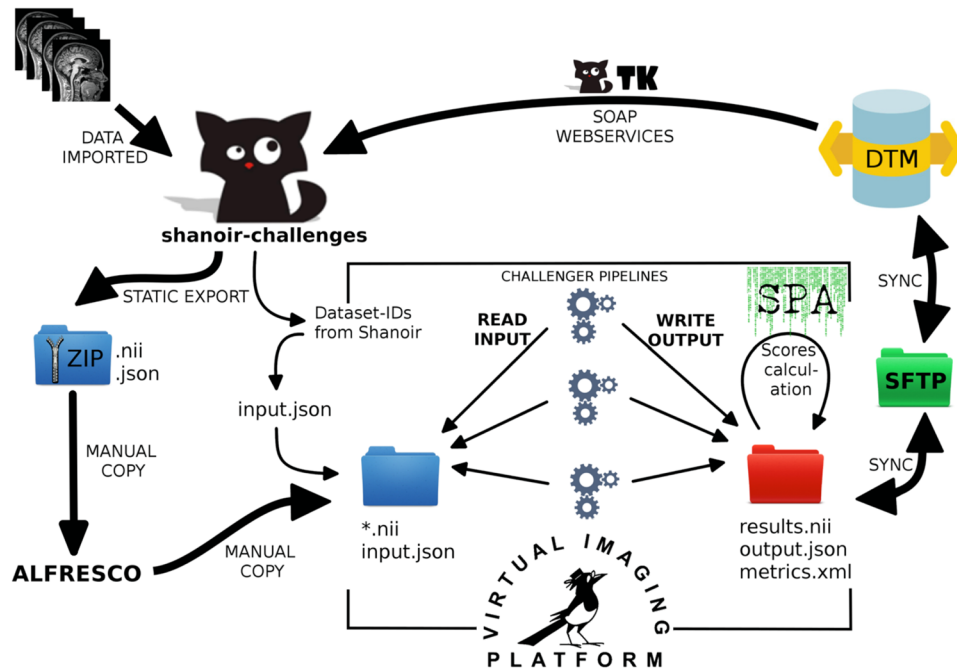 TK
SOAP
WEBSERVICES
DATA
IMPORTED
DTM
shanoir-challenges
STATIC EXPORT
CHALLENGER PIPELINES
SPA
SYNC
Dataset-IDs
from Shanoir
READ
INPUT
WRITE
OUTPUT
Scores
calcul-
ation
ZIP
.nii
.json
SFTP
input.json
MANUAL
COPY
SYNC
*.nii
input.json
results.nii
output.json
metrics.xml
ALFRESCO
MANUAL
COPY
VIRTUAL IMAGING
PLATFORM